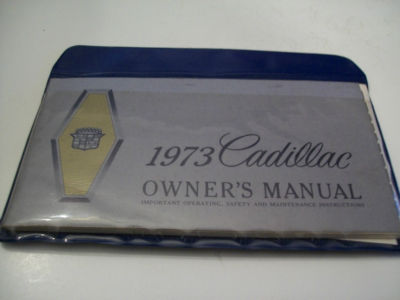 1973 Cadillac
OWNER'S MANUAL
IMPORTANT OPERATING, SAFETY AND MAINTENANCE INSTRUCTIONS